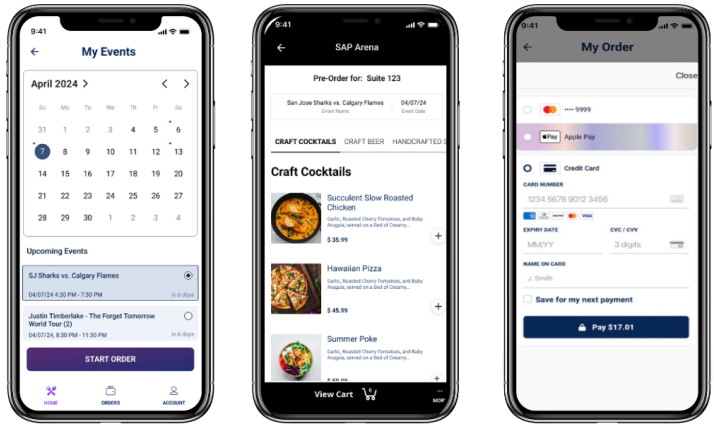 9:41
My Events
April 2024
Su Mo Tu We Th Fr Sa
31 1 2 3 4 5 6
7 8 9 10 11 12 13
14 15 16 17 18 19 20
21 22 23 24 25 26 27
28 29 30 1 2 3 4
Upcoming Events
SJ Sharks vs. Calgary Flames
04/07/24 4:30 PM - 7:30 PM In 6 days
Justin Timberlake - The Forget Tomorrow
World Tour (2)
04/07/24, 8:30 PM - 11:30 PM In 6 days
START ORDER
HOME ORDERS ACCOUNT
9:41
SAP Arena
Pre-Order for: Suite 123
San Jose Sharks vs. Calgary Flames 04/07/24
Event Name Event Date
CRAFT COCKTAILS CRAFT BEER HANDCRAFTED S
Craft Cocktails
Succulent Slow Roasted
Chicken
Garlic, Roasted Cherry Tomatoes, and Baby
Arugula, served on a Bed of Creamy...
$ 35.99
Hawaiian Pizza
Garlic, Roasted Cherry Tomatoes, and Baby
Arugula, served on a Bed of Creamy...
$ 45.99
Summer Poke
Garlic, Roasted Cherry Tomatoes, and Baby
Arugula, served on a Bed of Creamy...
View Cart 0
MOR
9:41
My Order
Close
•••• 9999
Pay Apple Pay
Credit Card
CARD NUMBER
1234 5678 9012 3456
VISA
EXPIRY DATE CVC / CVV
MM/YY 3 digits
NAME ON CARD
J. Smith
Save for my next payment
Pay $17.01